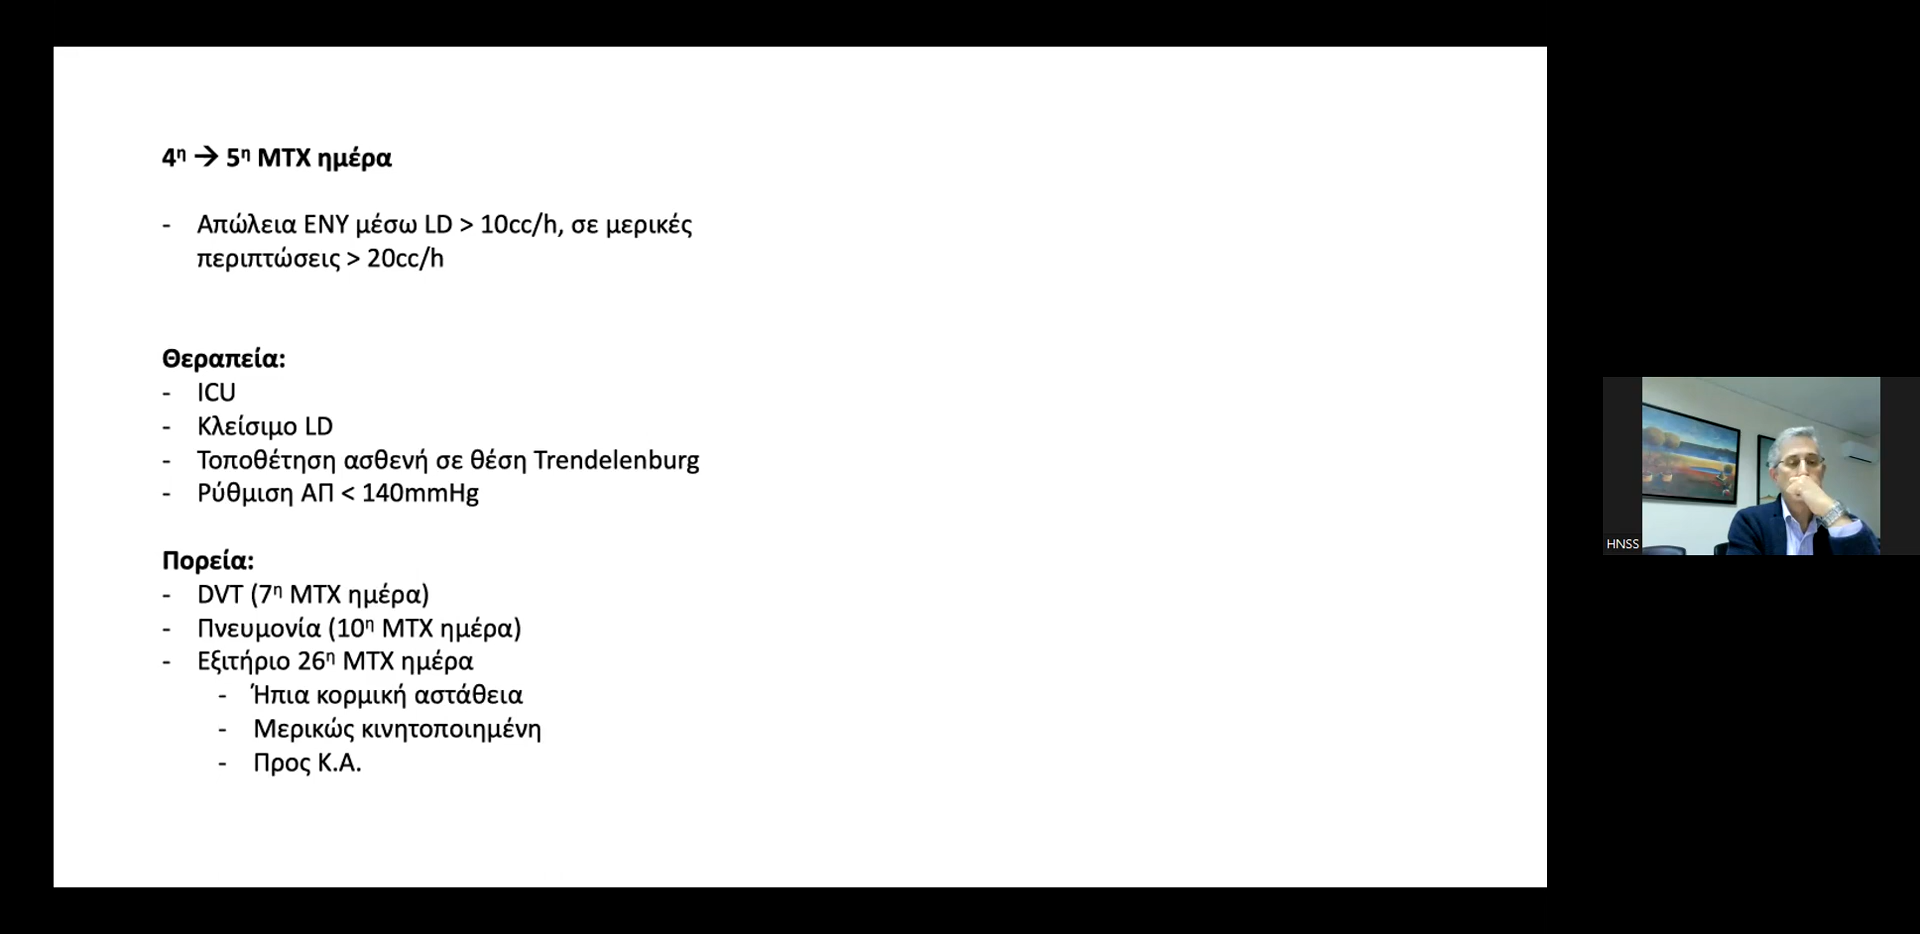 4η → 5η ΜΤΧ ημέρα
- Απώλεια ΕΝΥ μέσω LD > 10cc/h, σε μερικές
περιπτώσεις > 20cc/h
Θεραπεία:
- ICU
- Κλείσιμο LD
- Τοποθέτηση ασθενή σε θέση Trendelenburg
- Ρύθμιση ΑΠ < 140mmHg
Πορεία:
- DVT (7η ΜΤΧ ημέρα)
- Πνευμονία (10η ΜΤΧ ημέρα)
- Εξιτήριο 26η ΜΤΧ ημέρα
- Ήπια κορμική αστάθεια
- Μερικώς κινητοποιημένη
- Προς Κ.Α.
HNSS